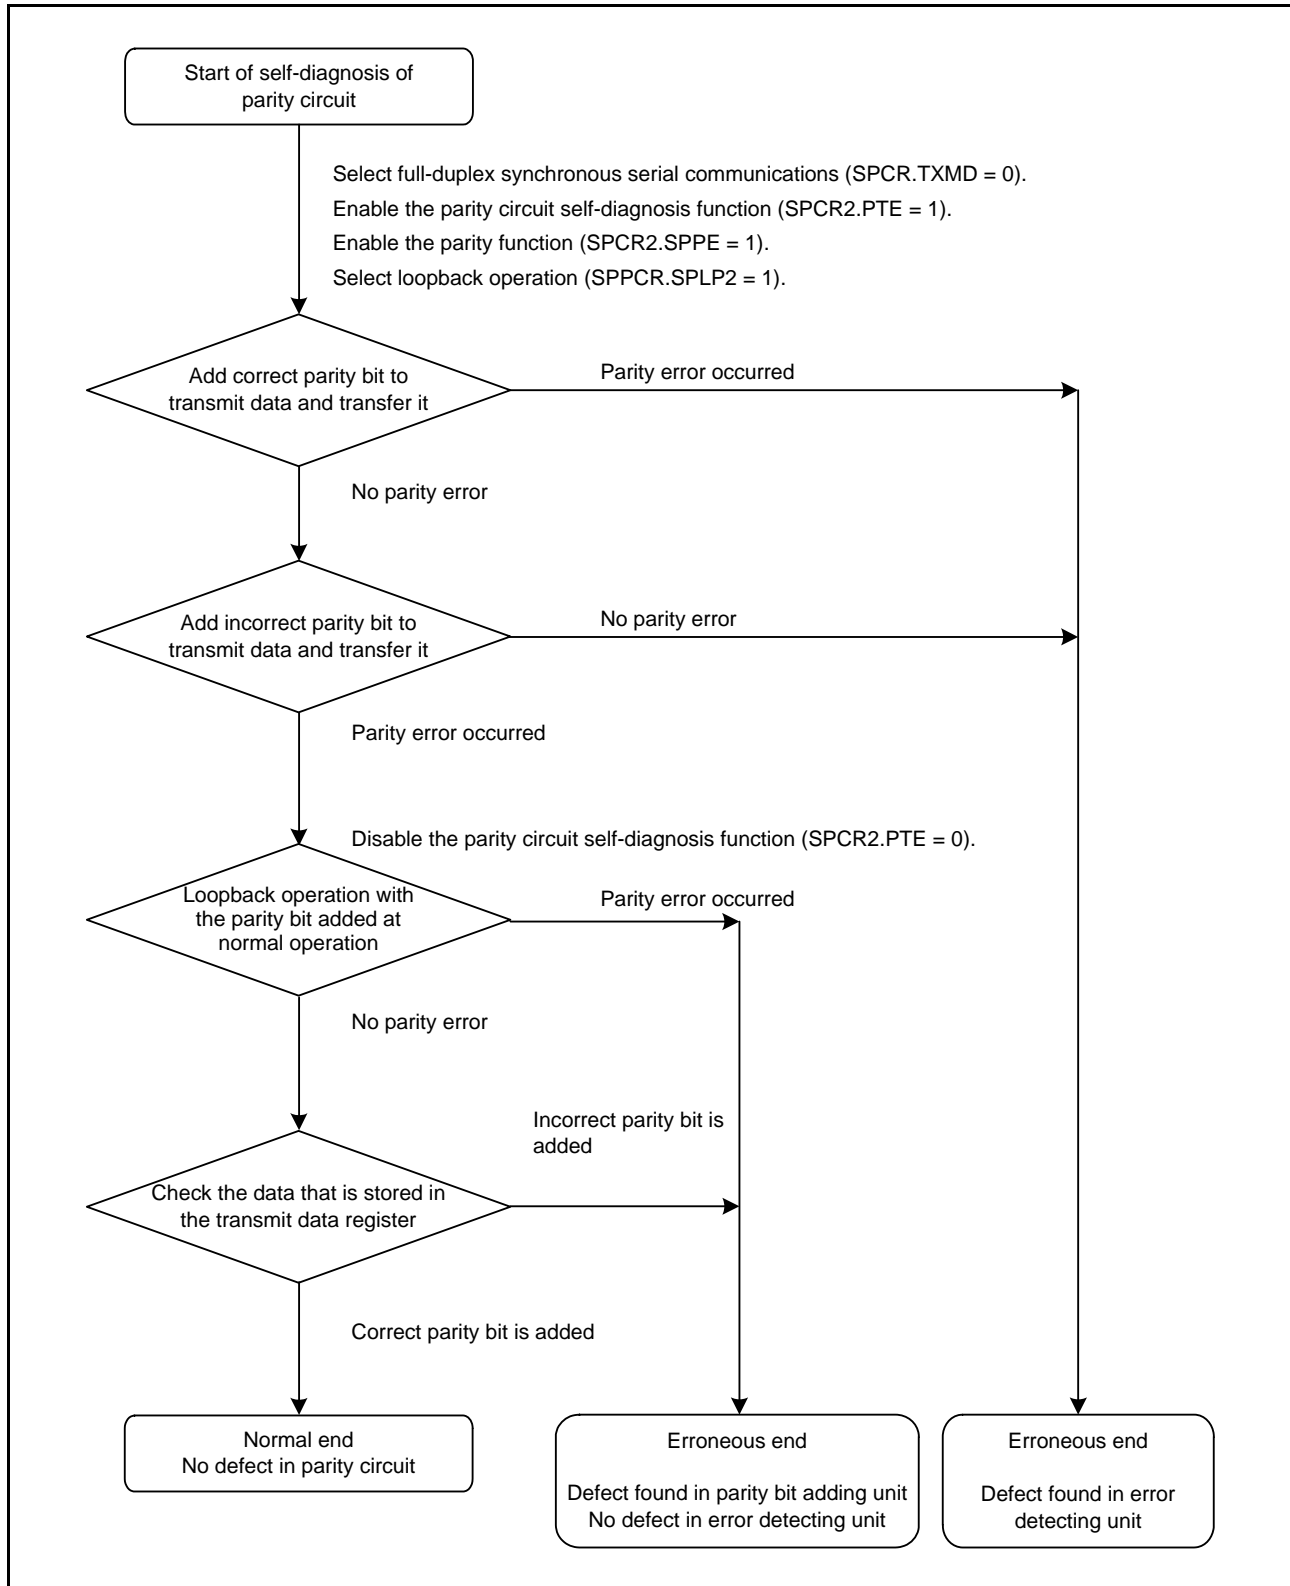 Start of self-diagnosis of
parity circuit
Select full-duplex synchronous serial communications (SPCR.TXMD = 0).
Enable the parity circuit self-diagnosis function (SPCR2.PTE = 1).
Enable the parity function (SPCR2.SPPE = 1).
Select loopback operation (SPPCR.SPLP2 = 1).
Add correct parity bit to
transmit data and transfer it
Parity error occurred
No parity error
Add incorrect parity bit to
transmit data and transfer it
No parity error
Parity error occurred
Disable the parity circuit self-diagnosis function (SPCR2.PTE = 0).
Loopback operation with
the parity bit added at
normal operation
Parity error occurred
No parity error
Incorrect parity bit is
added
Check the data that is stored in
the transmit data register
Correct parity bit is added
Normal end
No defect in parity circuit
Erroneous end
Defect found in parity bit adding unit
No defect in error detecting unit
Erroneous end
Defect found in error
detecting unit